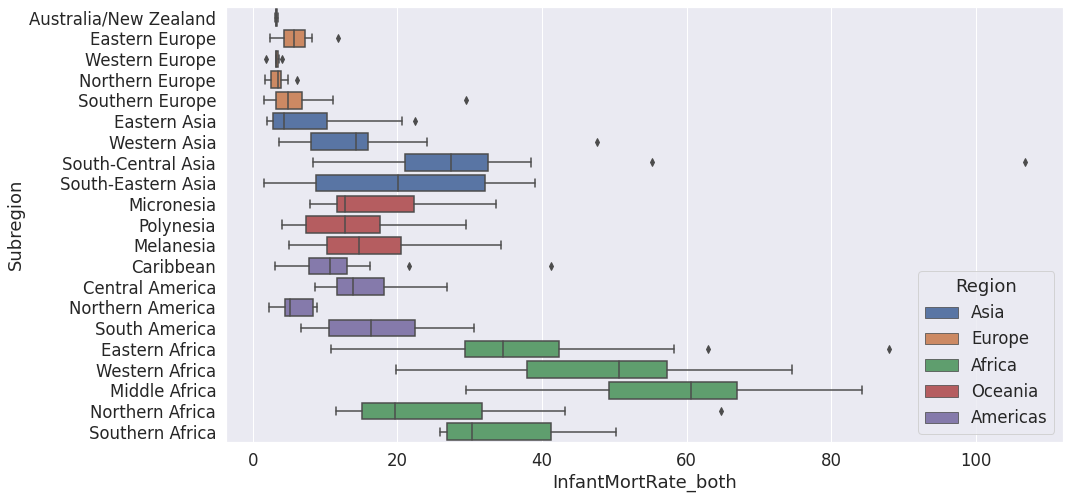 Australia/New Zealand
Eastern Europe
Western Europe
Northern Europe
Southern Europe
Eastern Asia
Western Asia
South-Central Asia
South-Eastern Asia
Micronesia
Polynesia
Melanesia
Caribbean
Central America
Northern America
South America
Eastern Africa
Western Africa
Middle Africa
Northern Africa
Southern Africa
Subregion
Region
Asia
Europe
Africa
Oceania
Americas
0 20 40 60 80 100
InfantMortRate_both